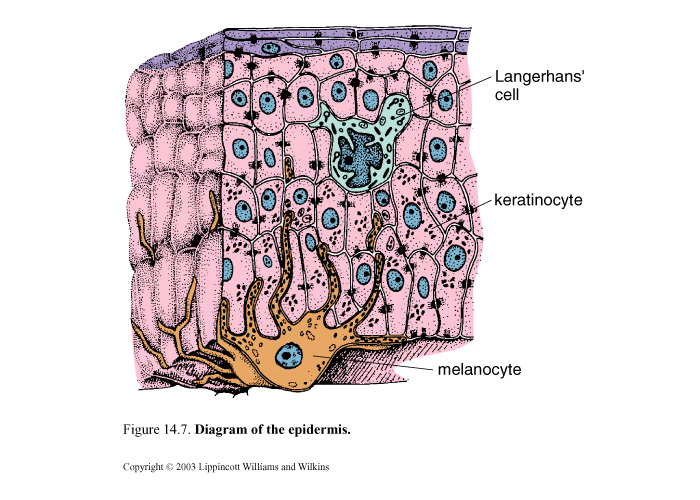 Langerhans'
cell
keratinocyte
melanocyte
Figure 14.7. Diagram of the epidermis.
Copyright © 2003 Lippincott Williams and Wilkins